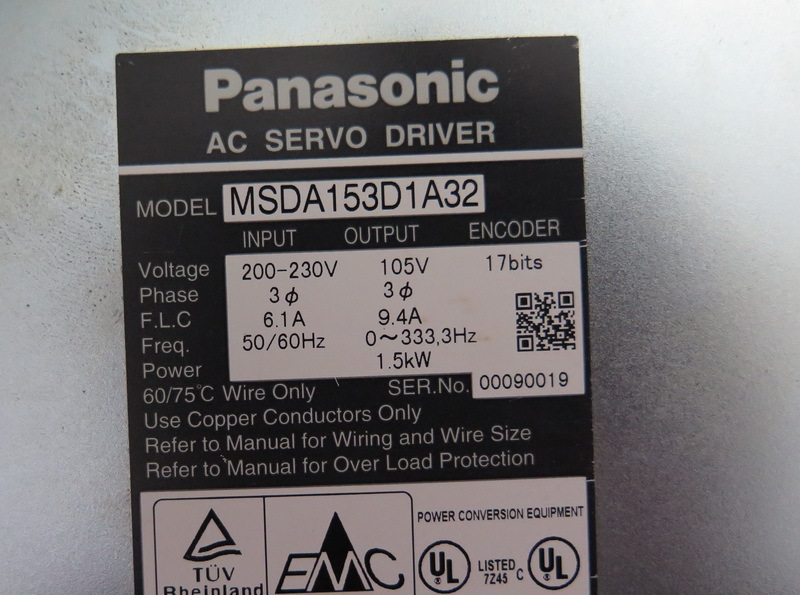 Panasonic
AC SERVO DRIVER
MODEL MSDA153D1A32
INPUT OUTPUT ENCODER
Voltage 200-230V 105V 17bits
Phase 3ϕ 3ϕ
F.L.C 6.1A 9.4A
Freq. 50/60Hz 0～333,3Hz
Power 1.5kW
60/75℃ Wire Only SER.No. 00090019
Use Copper Conductors Only
Refer to Manual for Wiring and Wire Size
Refer to Manual for Over Load Protection
POWER CONVERSION EQUIPMENT
TÜV
Rheinland
EMC
UL LISTED UL
7Z45 C